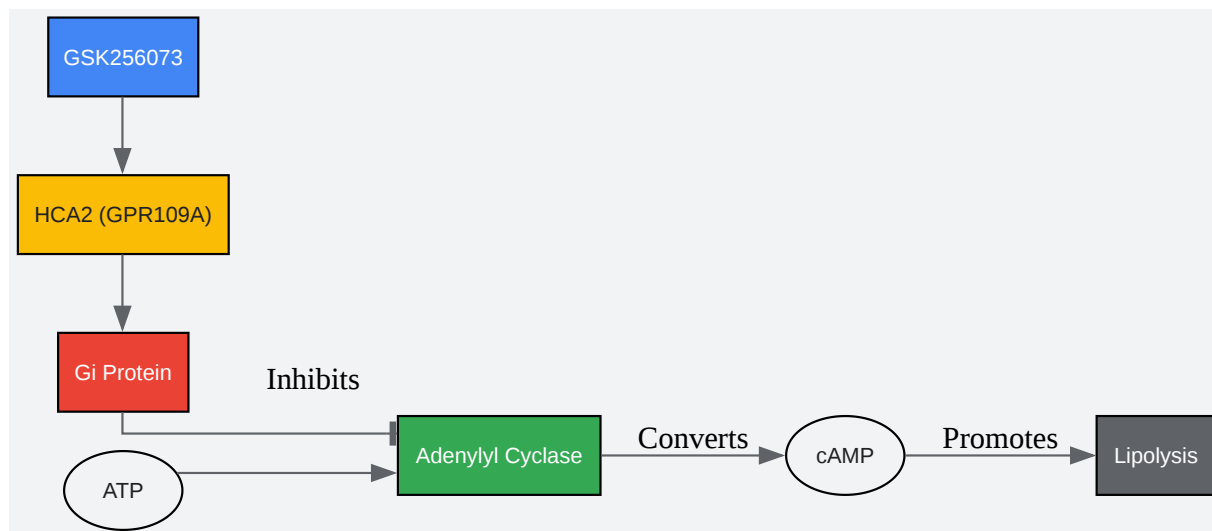 GSK256073
HCA2 (GPR109A)
Gi Protein
Inhibits
ATP
Adenylyl Cyclase
Converts
cAMP
Promotes
Lipolysis